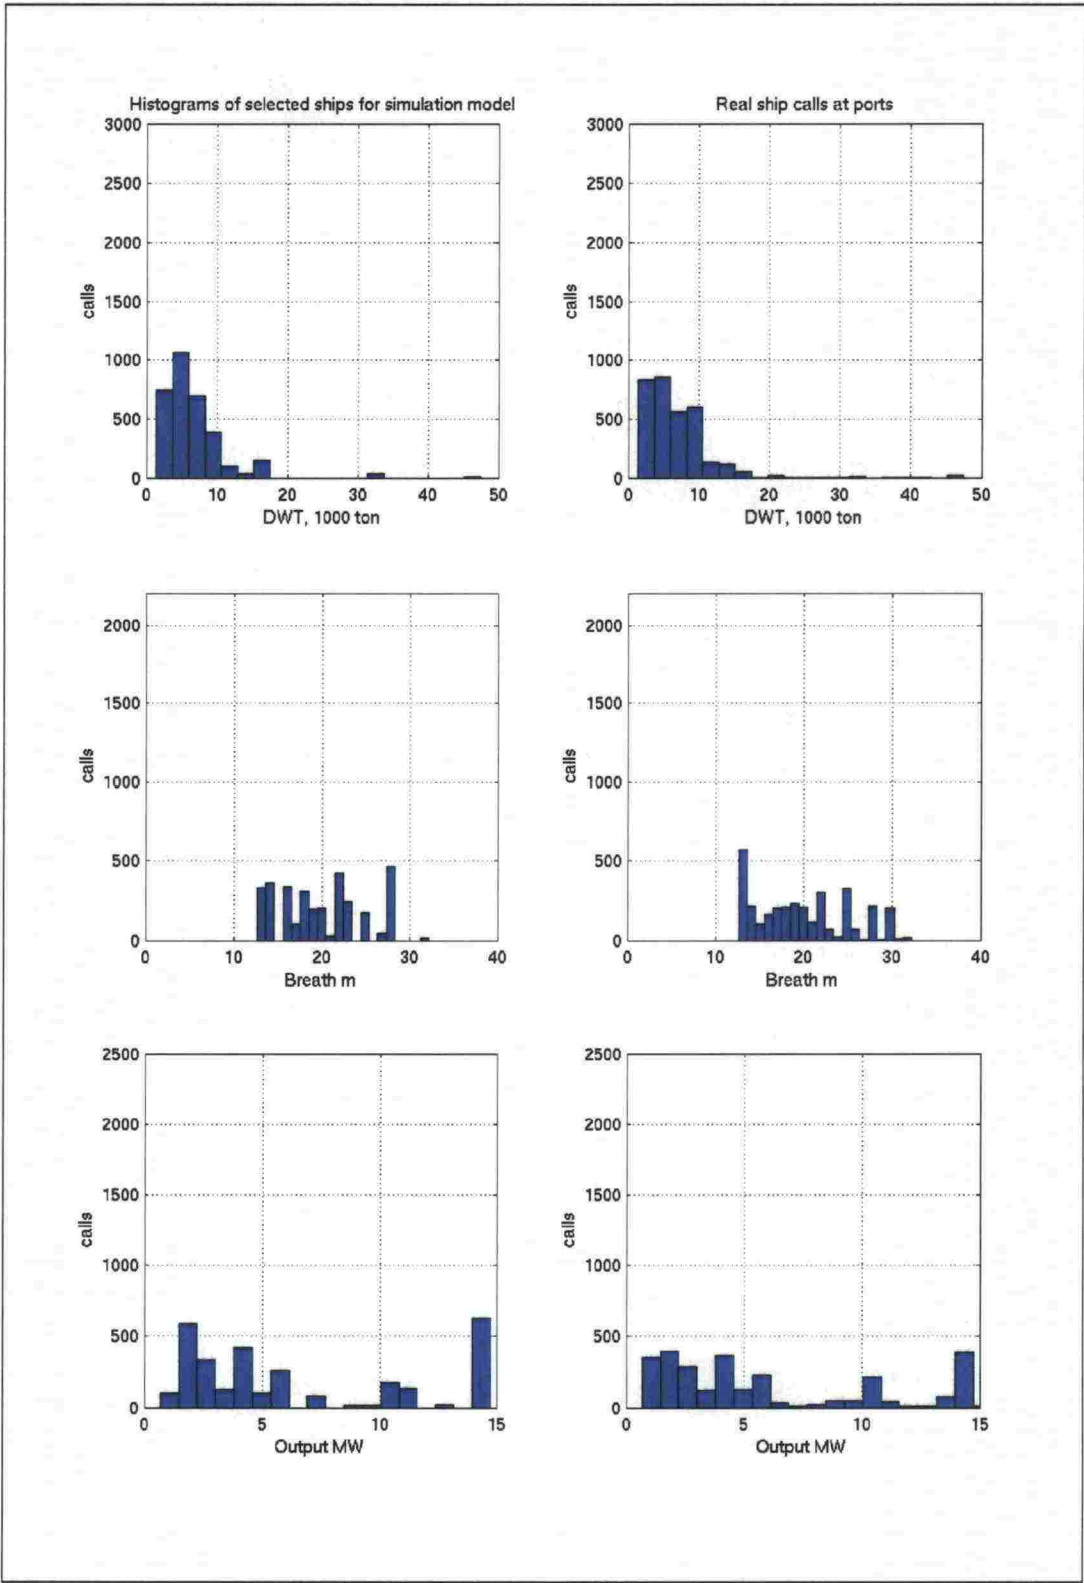 Histograms of selected ships for simulation model
3000
2500
2000
1500
1000
500
0
calls
0 10 20 30 40 50
DWT, 1000 ton
Real ship calls at ports
3000
2500
2000
1500
1000
500
0
calls
0 10 20 30 40 50
DWT, 1000 ton
2000
1500
1000
500
0
calls
0 10 20 30 40
Breath m
2000
1500
1000
500
0
calls
0 10 20 30 40
Breath m
2500
2000
1500
1000
500
0
calls
0 5 10 15
Output MW
2500
2000
1500
1000
500
0
calls
0 5 10 15
Output MW